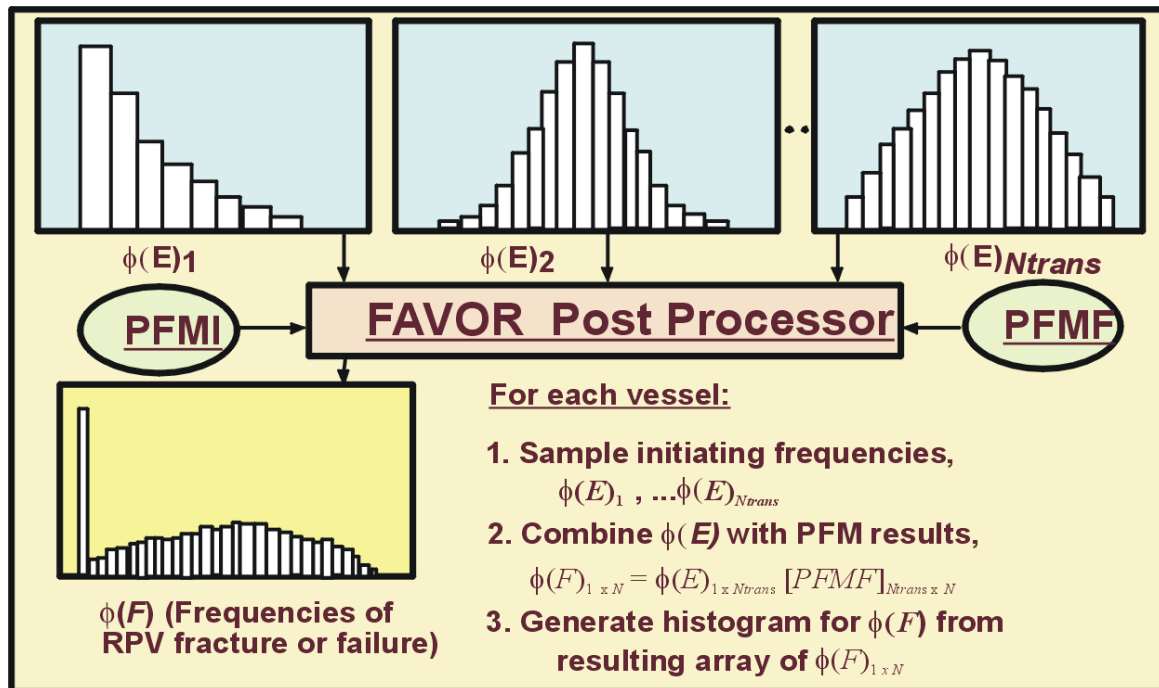 ..
ϕ(E)1
ϕ(E)2
ϕ(E)Ntrans
PFMI
FAVOR Post Processor
PFMF
For each vessel:
1. Sample initiating frequencies,
ϕ(E)1 , ...ϕ(E)Ntrans
2. Combine ϕ(E) with PFM results,
ϕ(F)1 x N = ϕ(E)1 x Ntrans [PFMF]Ntrans x N
3. Generate histogram for ϕ(F) from
resulting array of ϕ(F)1 x N
ϕ(F) (Frequencies of
RPV fracture or failure)